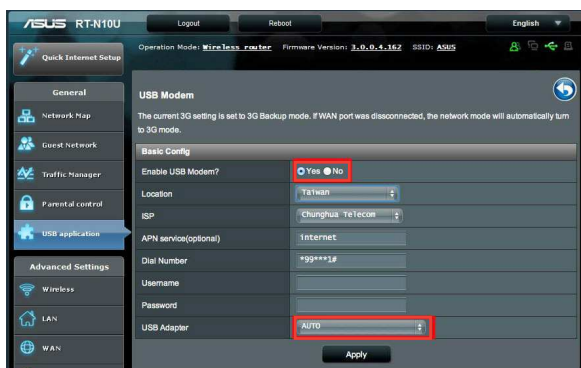 ASUS RT-N10U Logout Reboot English
Operation Mode: Wireless router Firmware Version: 3.0.0.4.162 SSID: ASUS
Quick Internet Setup
General
Network Map
Guest Network
Traffic Manager
Parental control
USB application
Advanced Settings
Wireless
LAN
WAN
USB Modem
The current 3G setting is set to 3G Backup mode. If WAN port was dissconnected, the network mode will automatically turn
to 3G mode.
Basic Config
Enable USB Modem? Yes No
Location Taiwan
ISP Chunghua Telecom
APN service(optional) internet
Dial Number *99***1#
Username
Password
USB Adapter AUTO
Apply